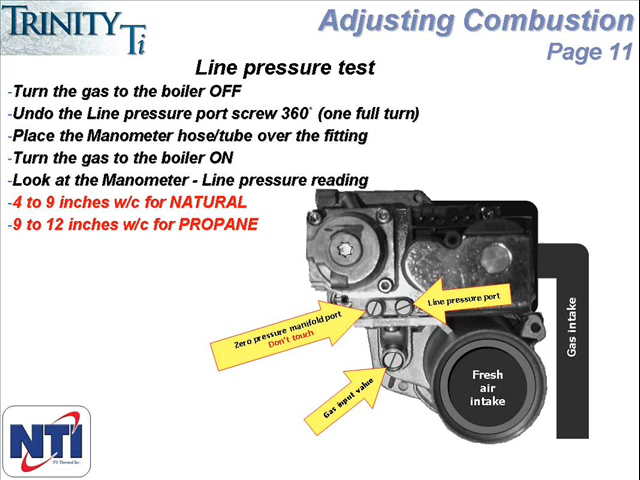 TRINITY Ti
Adjusting Combustion
Page 11
Line pressure test
-Turn the gas to the boiler OFF
-Undo the Line pressure port screw 360° (one full turn)
-Place the Manometer hose/tube over the fitting
-Turn the gas to the boiler ON
-Look at the Manometer - Line pressure reading
-4 to 9 inches w/c for NATURAL
-9 to 12 inches w/c for PROPANE
Line pressure port
Zero pressure manifold port
Don't touch
Gas input value
Gas intake
Fresh
air
intake
NTI
NY Thermal Inc.